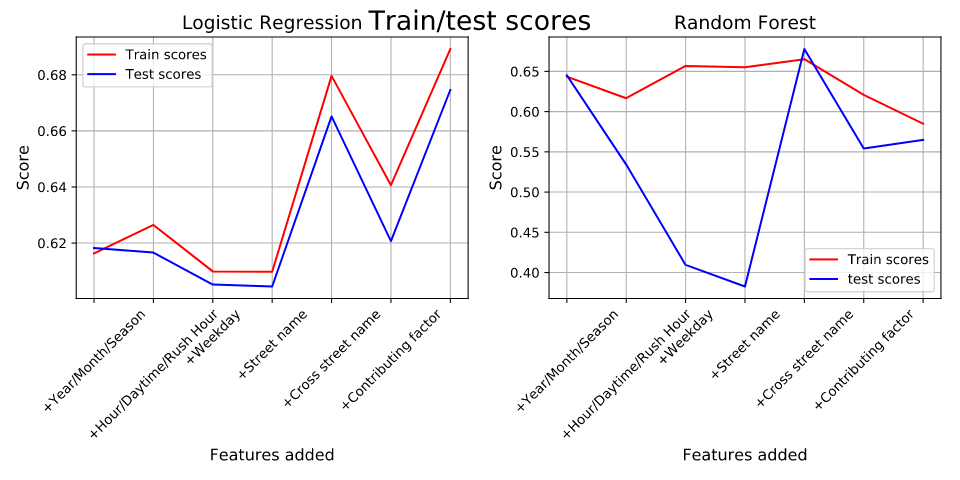 Train/test scores
Logistic Regression
Train scores
Test scores
Score
0.68
0.66
0.64
0.62
+Year/Month/Season
+Hour/Daytime/Rush Hour
+Weekday
+Street name
+Cross street name
+Contributing factor
Features added
Random Forest
Score
0.65
0.60
0.55
0.50
0.45
0.40
Train scores
test scores
+Year/Month/Season
+Hour/Daytime/Rush Hour
+Weekday
+Street name
+Cross street name
+Contributing factor
Features added